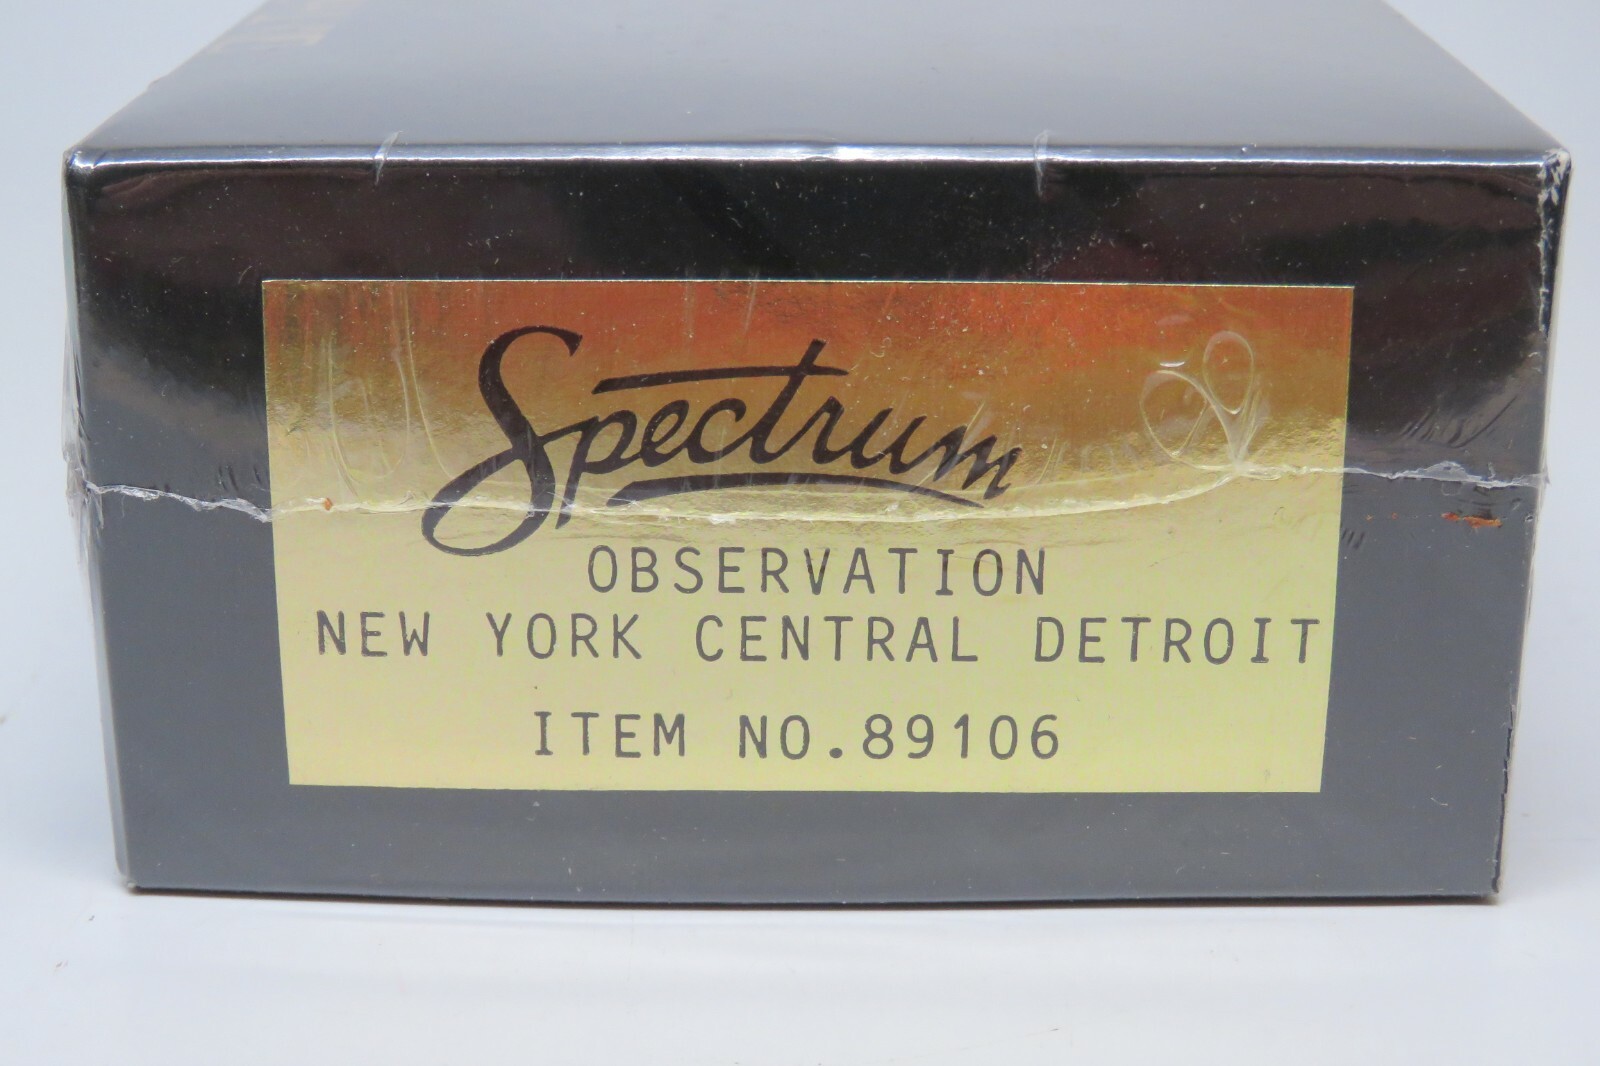 Spectrum
OBSERVATION
NEW YORK CENTRAL DETROIT
ITEM NO.89106